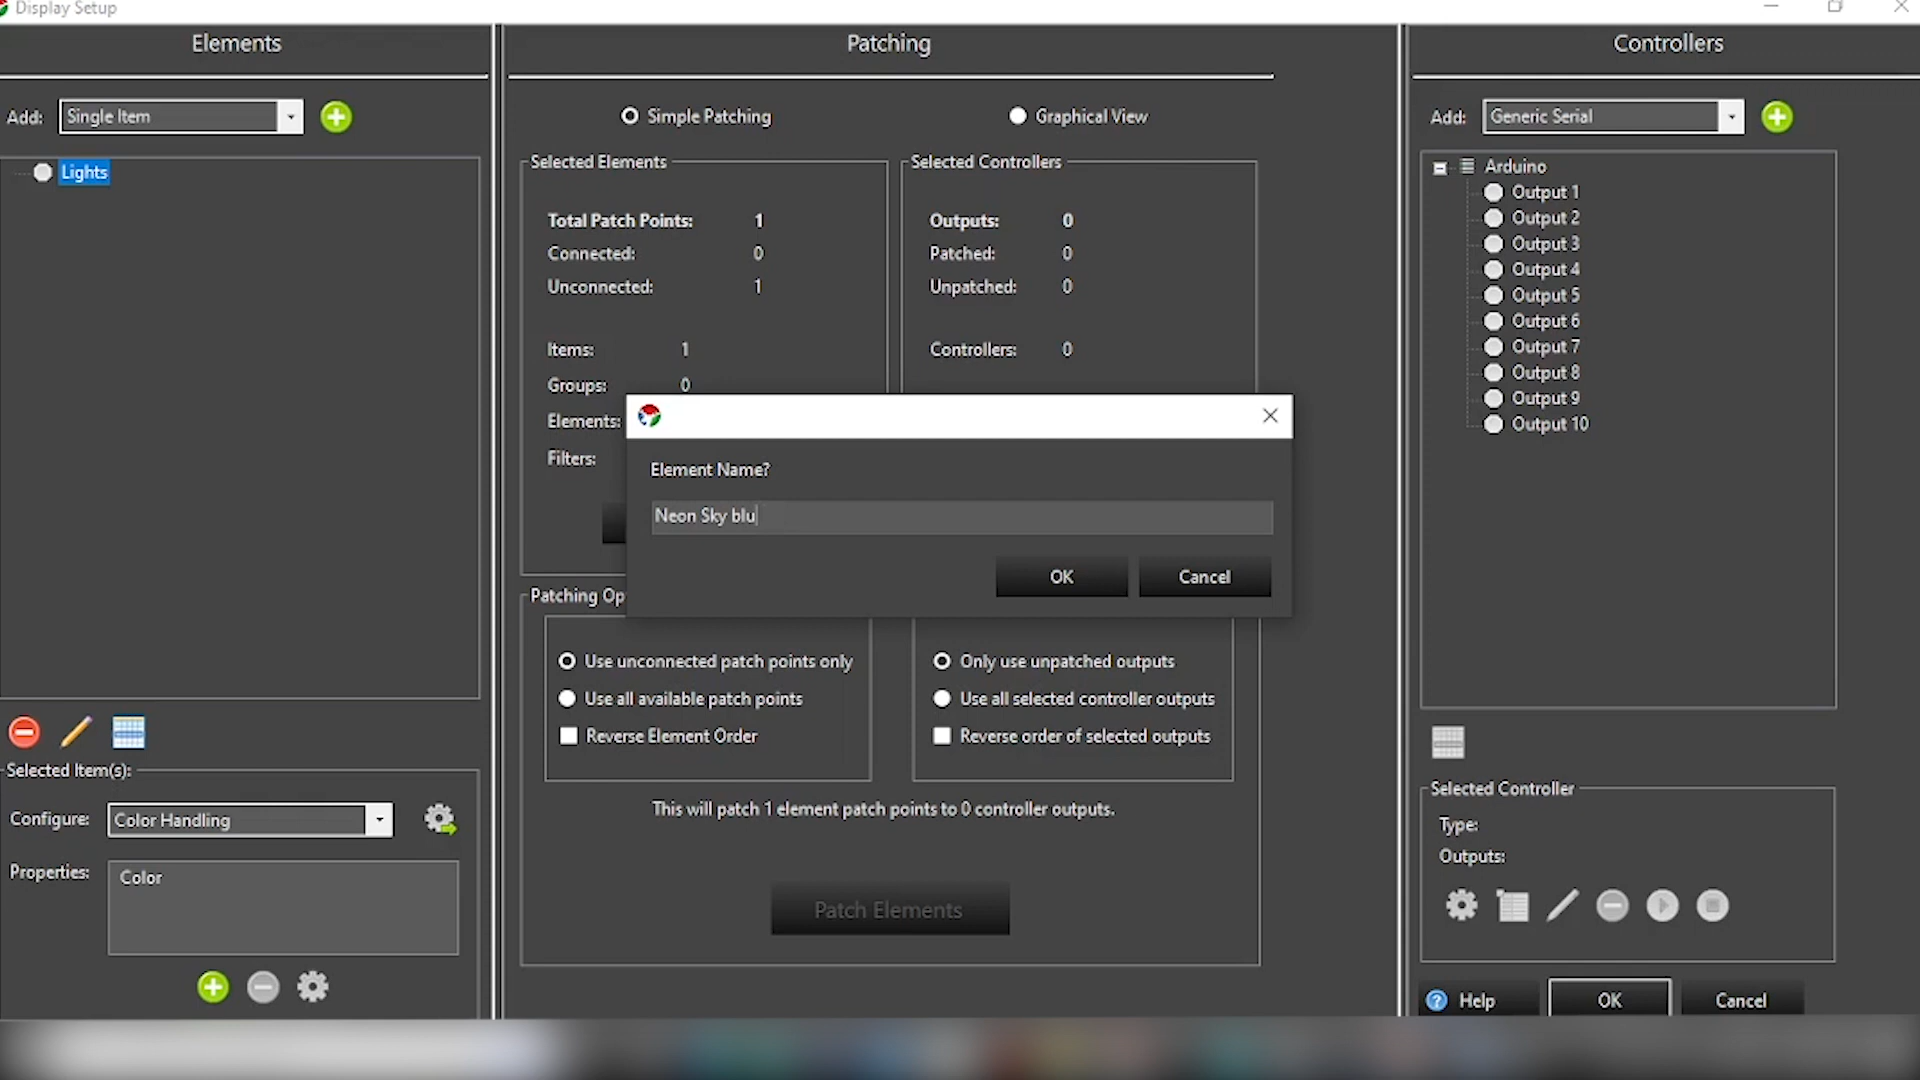 Display Setup
Elements
Add: Single Item
Lights
Selected Item(s):
Configure: Color Handling
Properties: Color
Patching
Simple Patching
Graphical View
Selected Elements
Total Patch Points: 1
Connected: 0
Unconnected: 1
Items: 1
Groups: 0
Elements:
Filters:
Selected Controllers
Outputs: 0
Patched: 0
Unpatched: 0
Controllers: 0
Element Name?
Neon Sky blu
OK
Cancel
Patching Op
Use unconnected patch points only
Use all available patch points
Reverse Element Order
Only use unpatched outputs
Use all selected controller outputs
Reverse order of selected outputs
This will patch 1 element patch points to 0 controller outputs.
Patch Elements
Controllers
Add: Generic Serial
Arduino
Output 1
Output 2
Output 3
Output 4
Output 5
Output 6
Output 7
Output 8
Output 9
Output 10
Selected Controller
Type:
Outputs:
Help
OK
Cancel